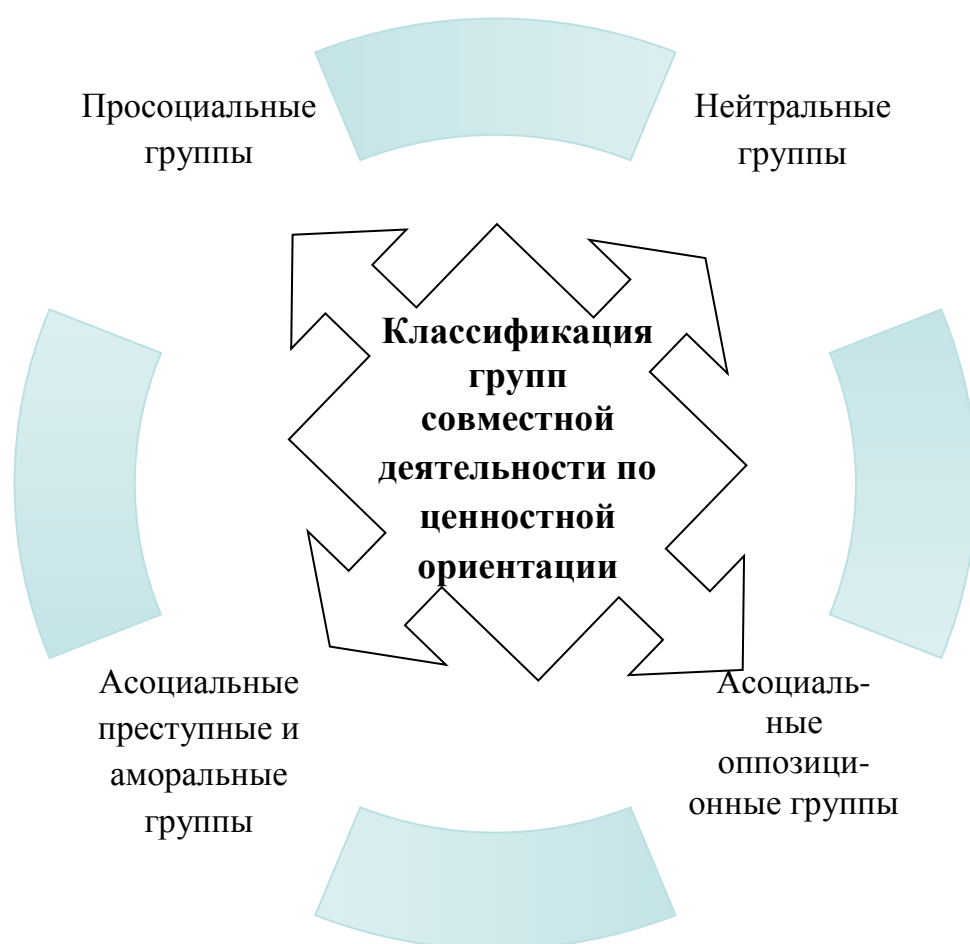 Просоциальные
группы
Нейтральные
группы
Классификация
групп
совместной
деятельности по
ценностной
ориентации
Асоциальные
преступные и
аморальные
группы
Асоциаль-
ные
оппозици-
онные группы